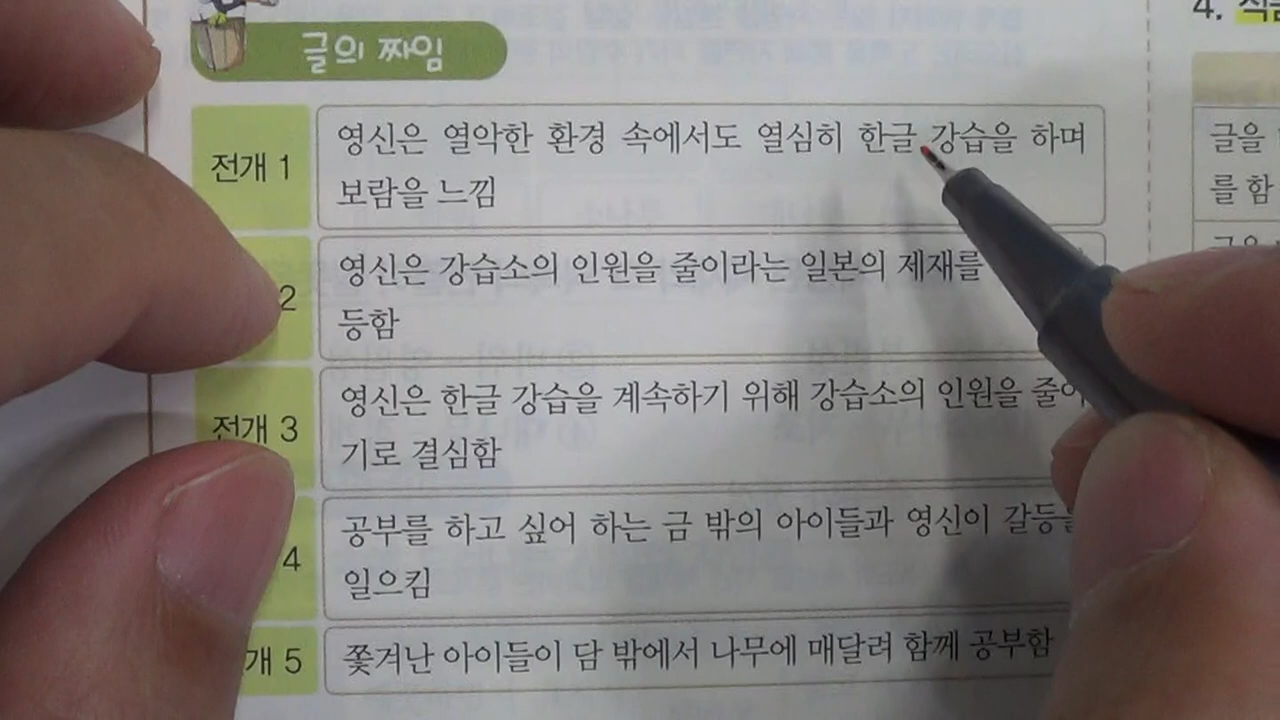 글의 짜임
전개 1
영신은 열악한 환경 속에서도 열심히 한글 강습을 하며
보람을 느낌
2
영신은 강습소의 인원을 줄이라는 일본의 제재를
등함
전개 3
영신은 한글 강습을 계속하기 위해 강습소의 인원을 줄이
기로 결심함
4
공부를 하고 싶어 하는 금 밖의 아이들과 영신이 갈등을
일으킴
개 5
쫓겨난 아이들이 담 밖에서 나무에 매달려 함께 공부함
4.
글을
를 함